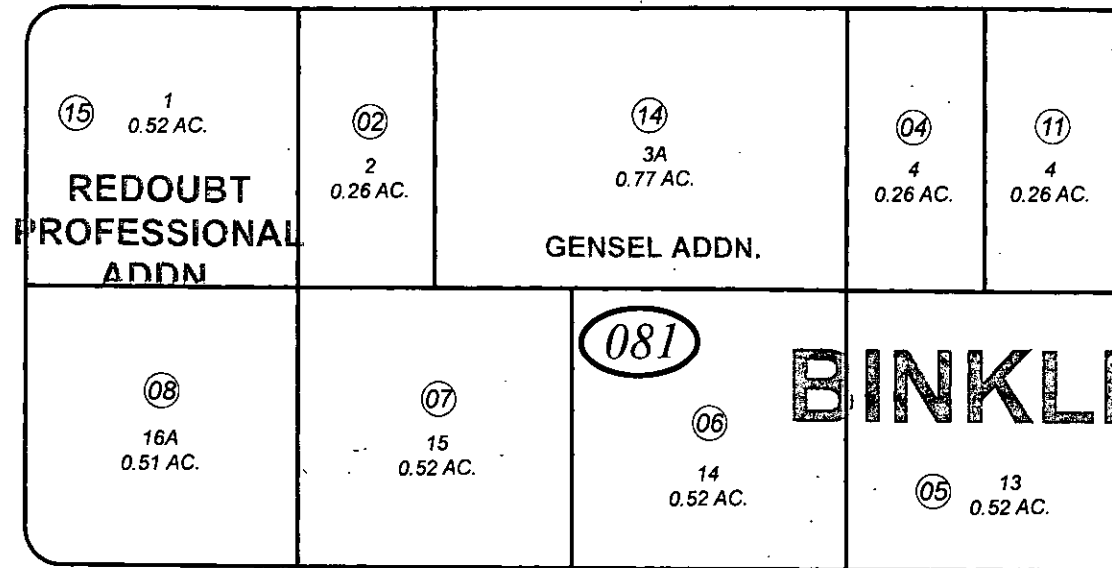 15
1
0.52 AC.
REDOUBT
PROFESSIONAL
ADDN.
02
2
0.26 AC.
14
3A
0.77 AC.
GENSEL ADDN.
04
4
0.26 AC.
11
4
0.26 AC.
08
16A
0.51 AC.
07
15
0.52 AC.
081
06
14
0.52 AC.
BINKL
05
13
0.52 AC.